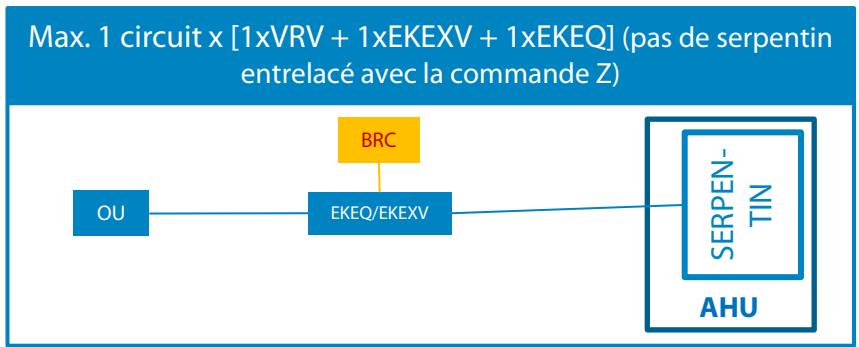 Max. 1 circuit x [1xVRV + 1xEKEXV + 1xEKEQ] (pas de serpentin
entrelacé avec la commande Z)
BRC
OU
EKEQ/EKEXV
SERPEN-
TIN
AHU